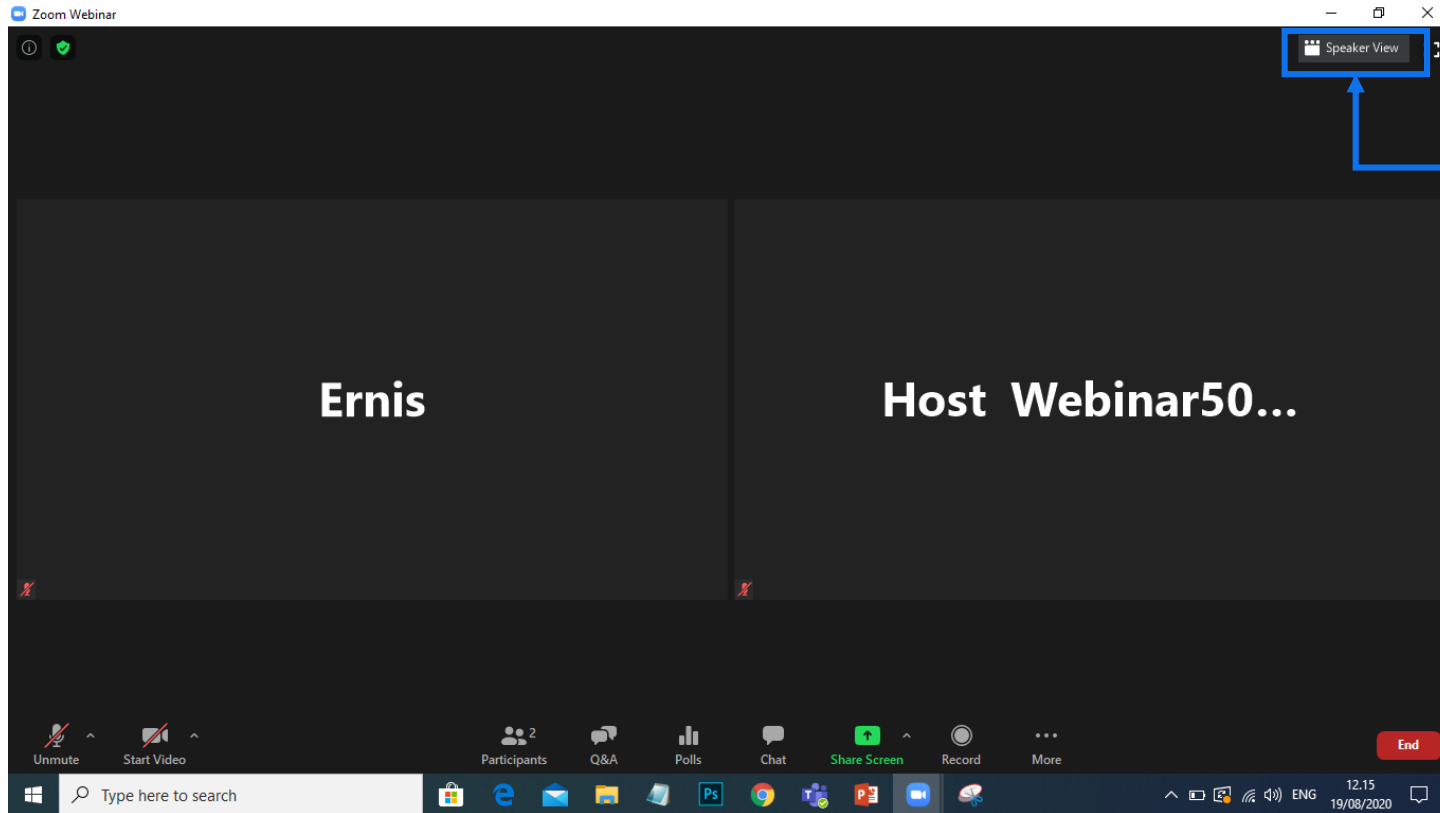 Zoom Webinar
Speaker View
Ernis
Host Webinar50...
Unmute
Start Video
Participants
2
Q&A
Polls
Chat
Share Screen
Record
More
End
Type here to search
Ps
ENG
12.15
19/08/2020